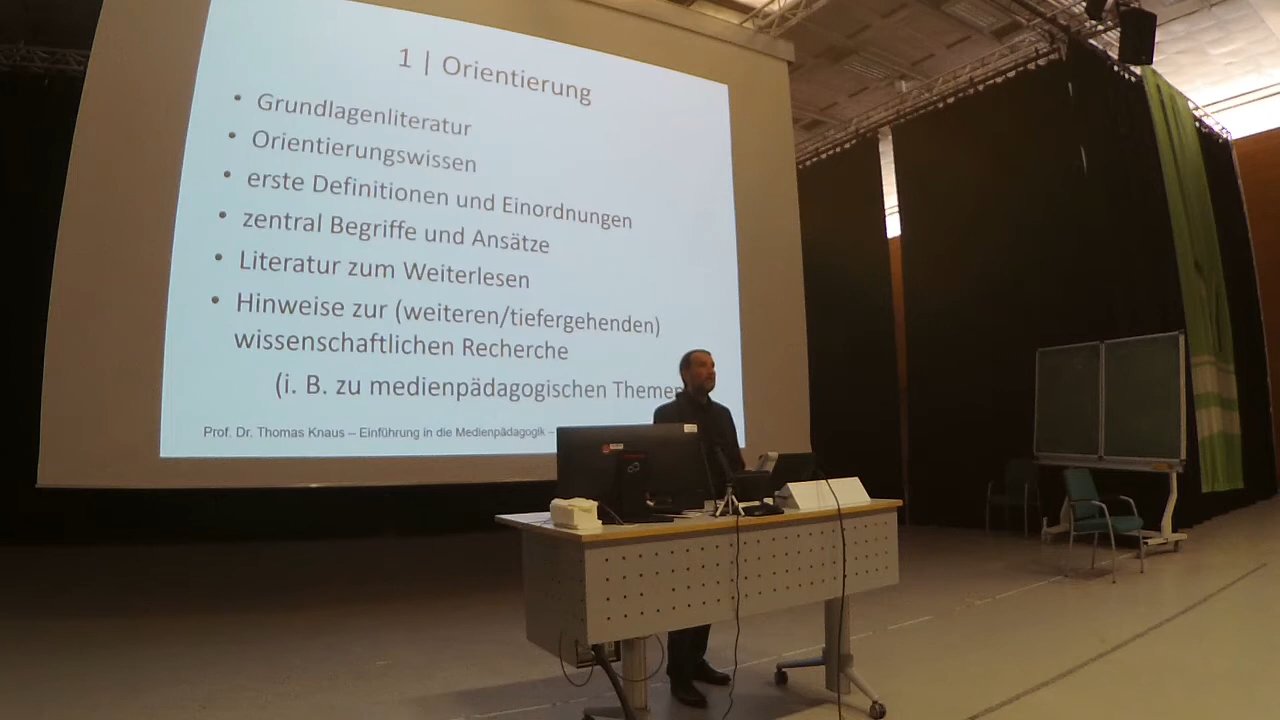 1 | Orientierung
• Grundlagenliteratur
• Orientierungswissen
• erste Definitionen und Einordnungen
• zentral Begriffe und Ansätze
• Literatur zum Weiterlesen
• Hinweise zur (weiteren/tiefergehenden)
wissenschaftlichen Recherche
(i. B. zu medienpädagogischen Themen
Prof. Dr. Thomas Knaus – Einführung in die Medienpädagogik –